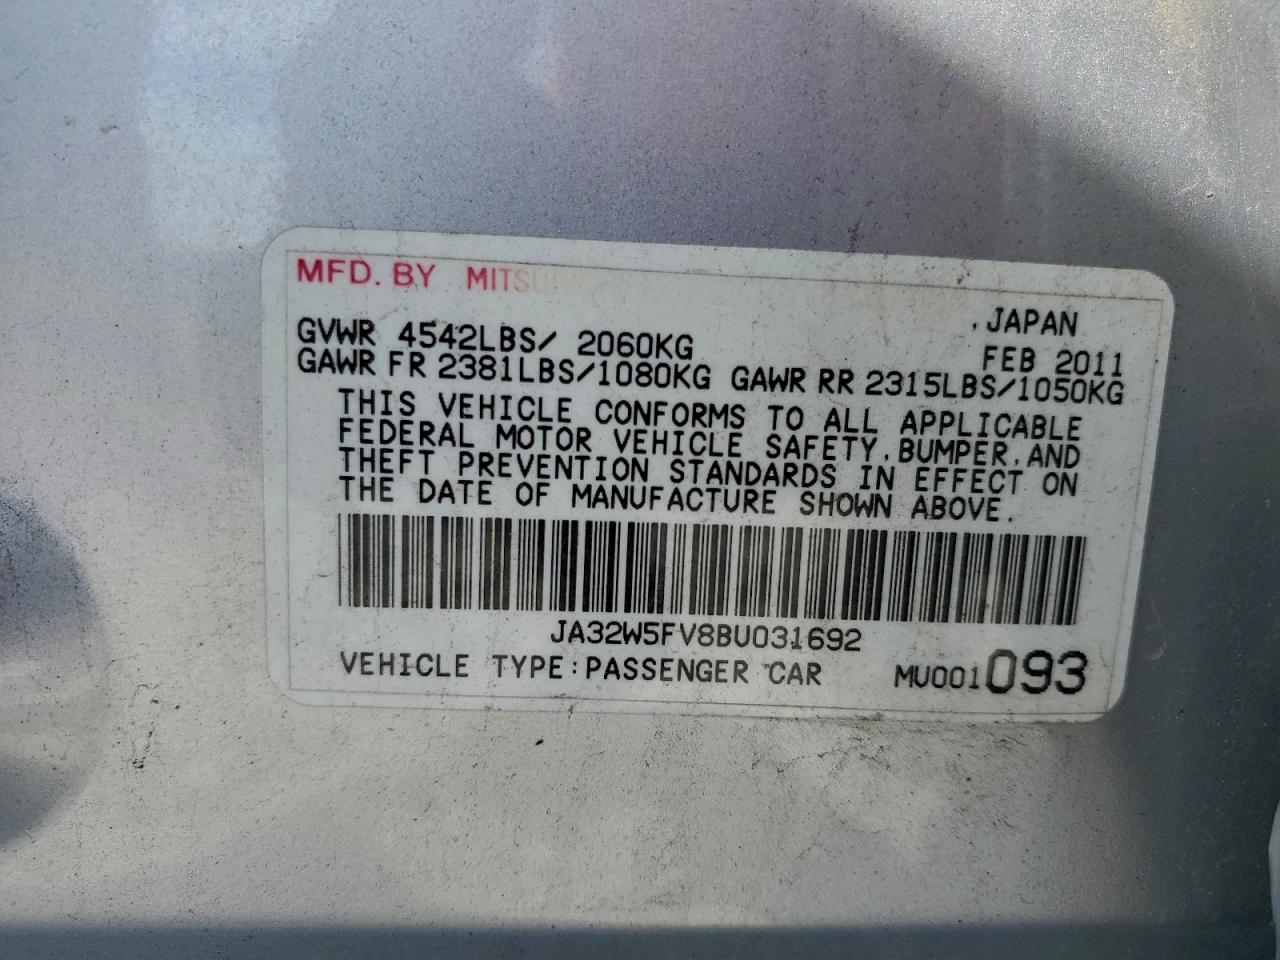 MFD. BY MITSU
. JAPAN
GVWR 4542LBS/ 2060KG FEB 2011
GAWR FR 2381LBS/1080KG GAWR RR 2315LBS/1050KG
THIS VEHICLE CONFORMS TO ALL APPLICABLE
FEDERAL MOTOR VEHICLE SAFETY, BUMPER, AND
THEFT PREVENTION STANDARDS IN EFFECT ON
THE DATE OF MANUFACTURE SHOWN ABOVE.
JA32W5FV8BU031692
VEHICLE TYPE:PASSENGER CAR MU001093